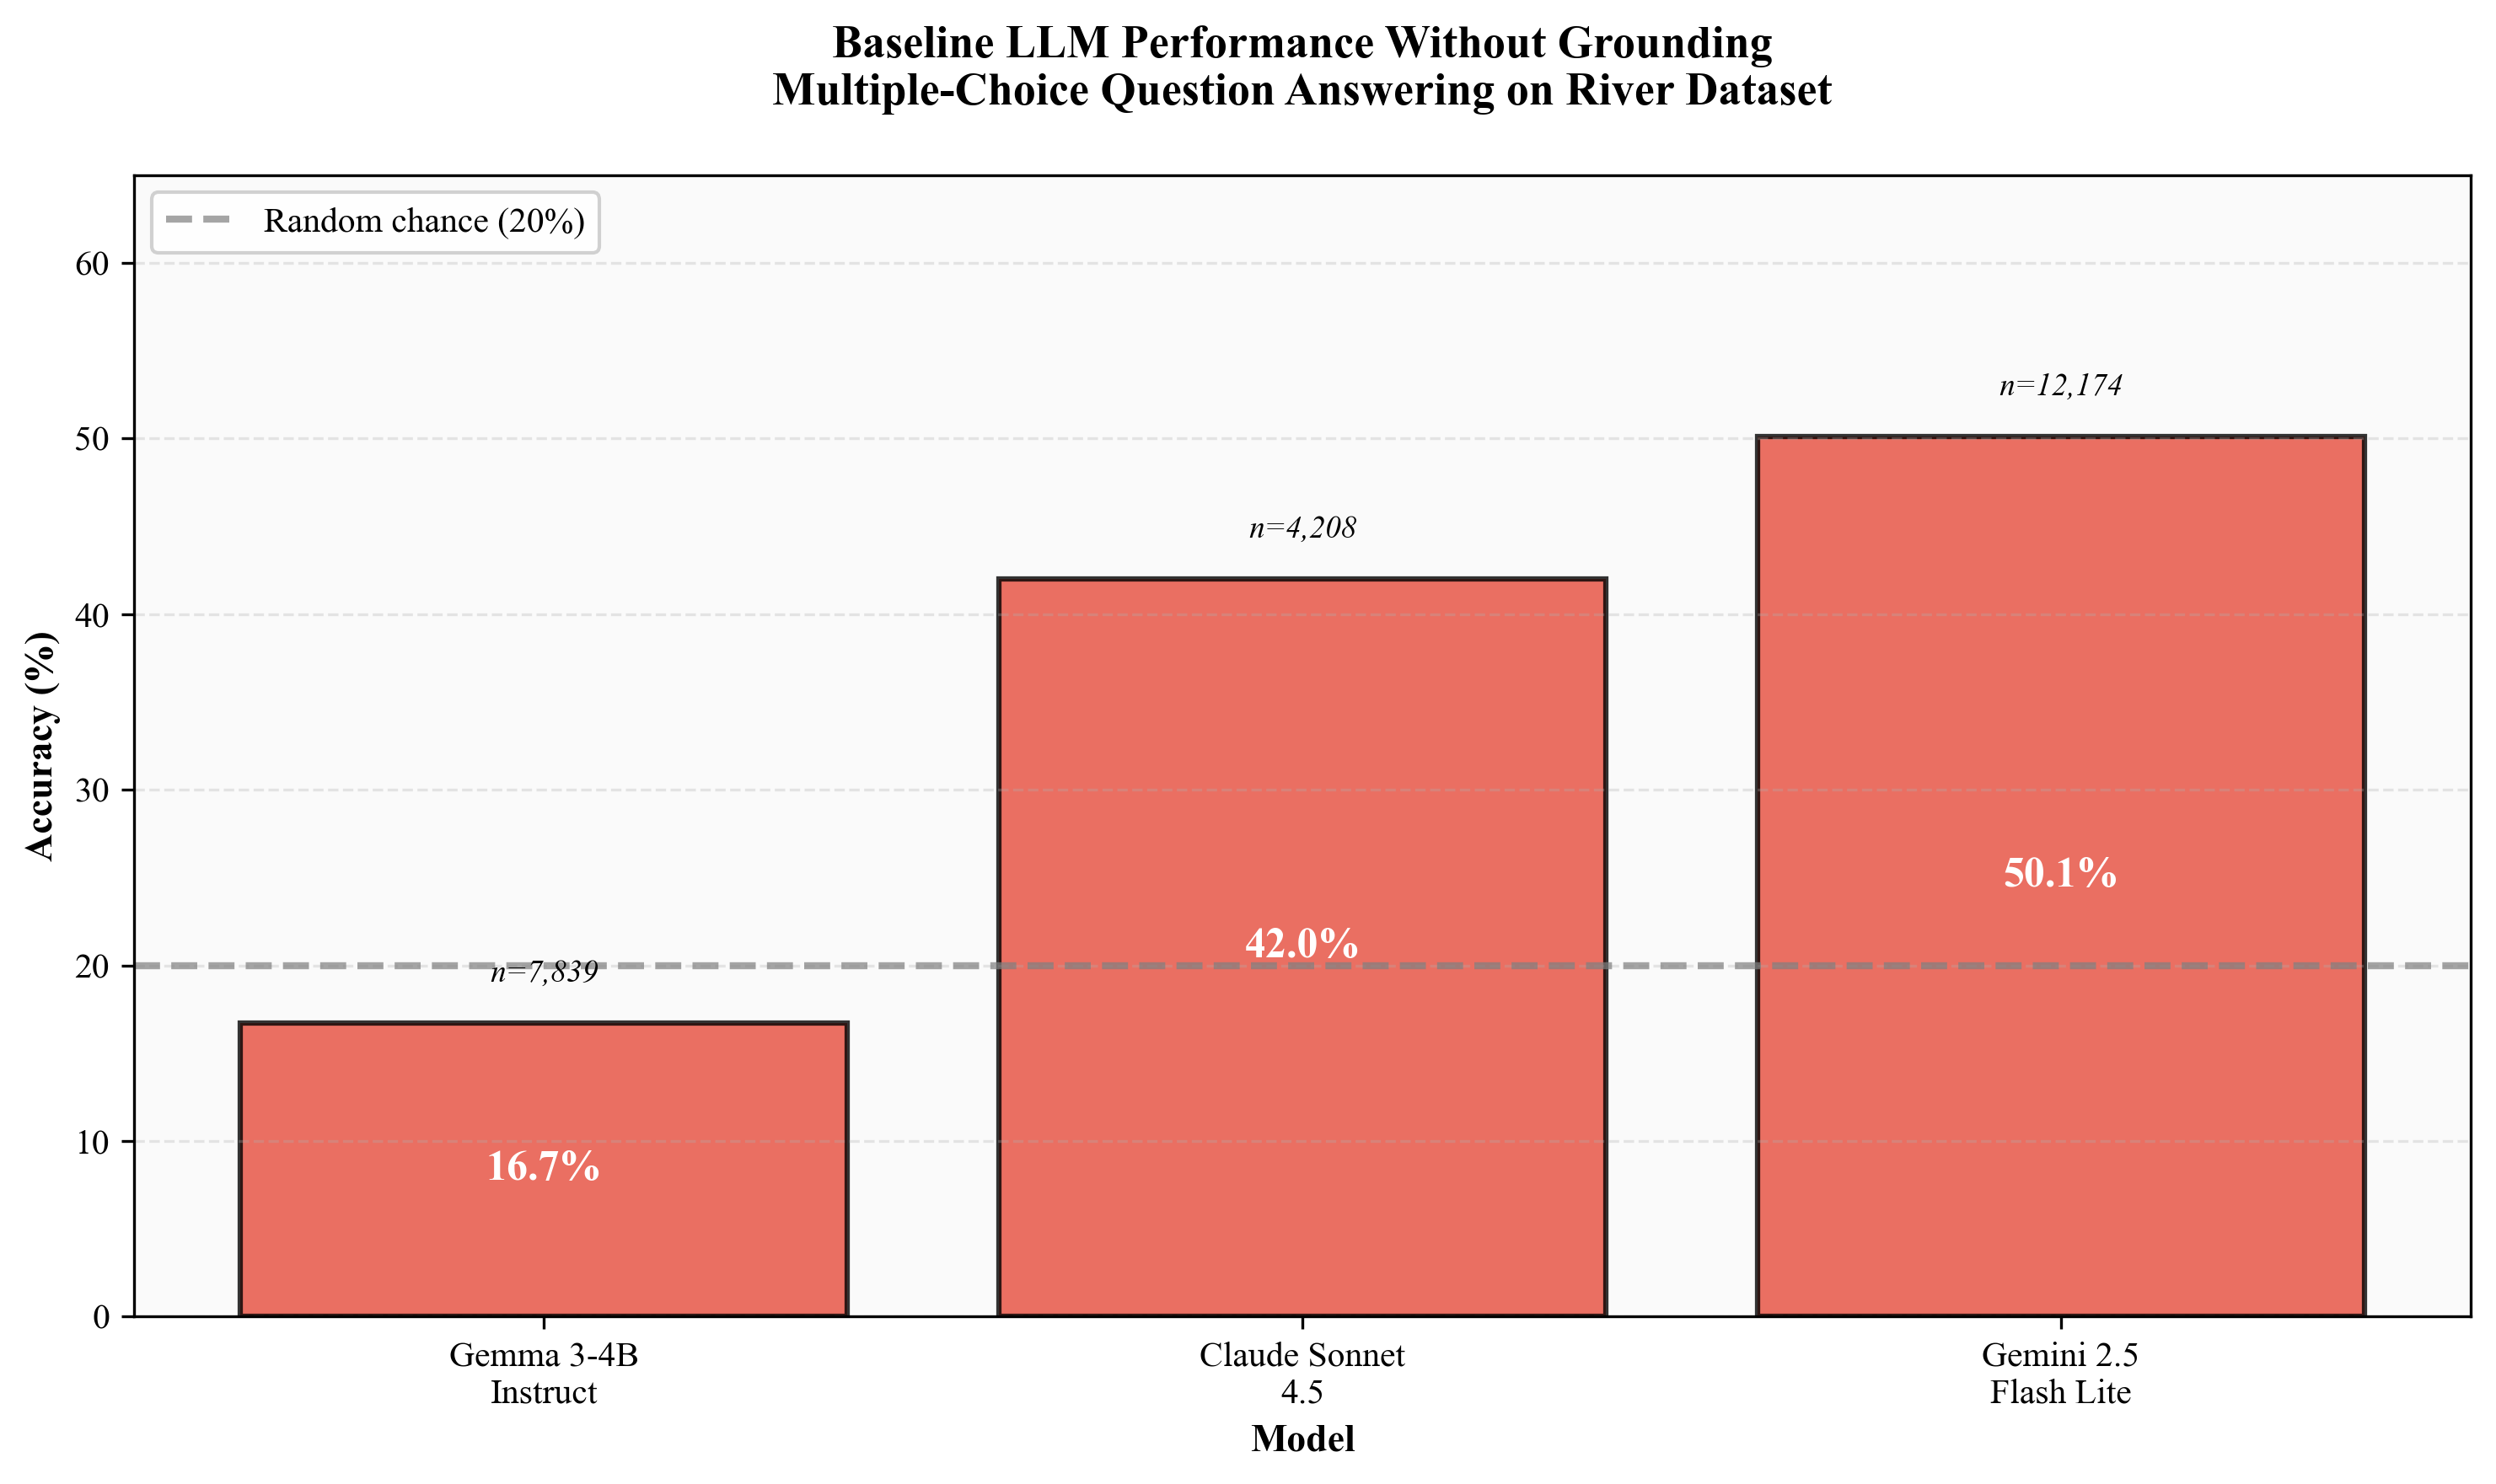 Baseline LLM Performance Without Grounding
Multiple-Choice Question Answering on River Dataset
Random chance (20%)
60
50
40
30
20
10
0
Accuracy (%)
n=7,839
16.7%
n=4,208
42.0%
n=12,174
50.1%
Gemma 3-4B
Instruct
Claude Sonnet
4.5
Gemini 2.5
Flash Lite
Model